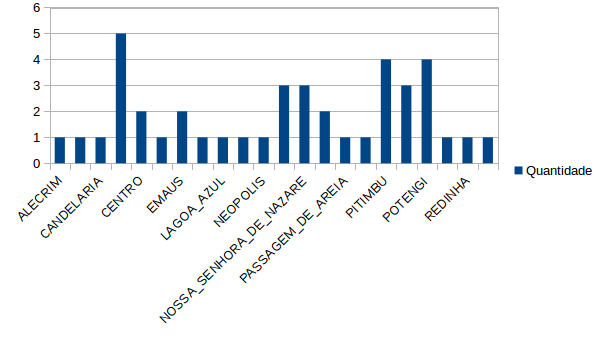 6
5
4
3
2
1
0
ALECRIM
CANDELARIA
CENTRO
EMAUS
LAGOA_AZUL
NEOPOLIS
NOSSA_SENHORA_DE_NAZARE
PASSAGEM_DE_AREIA
PITIMBU
POTENGI
REDINHA
Quantidade